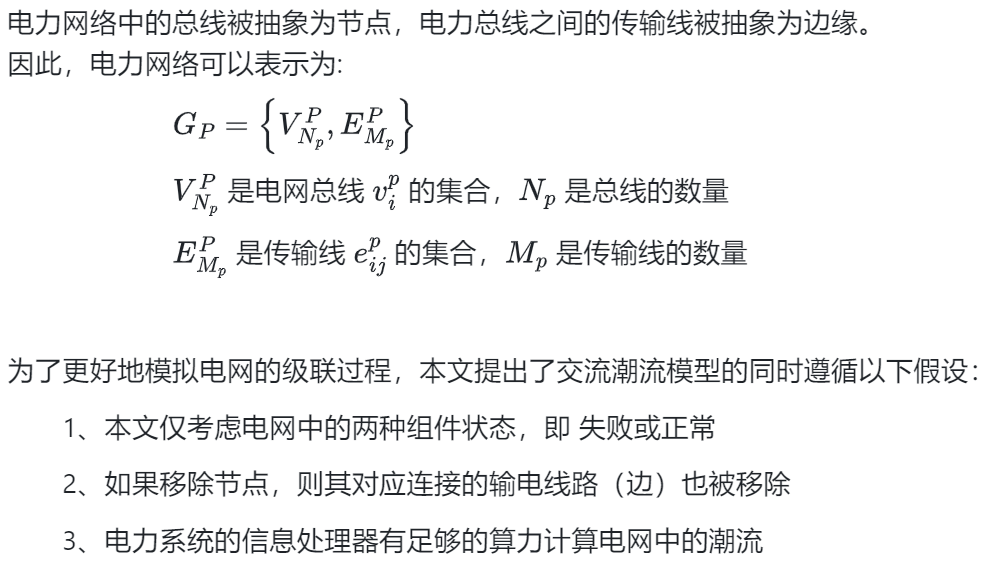 电力网络中的总线被抽象为节点，电力总线之间的传输线被抽象为边缘。
因此，电力网络可以表示为:
$G_P = \left\{ V_{N_p}^P, E_{M_p}^P \right\}$
$V_{N_p}^P$ 是电网总线 $v_i^p$ 的集合，$N_p$ 是总线的数量
$E_{M_p}^P$ 是传输线 $e_{ij}^p$ 的集合，$M_p$ 是传输线的数量
为了更好地模拟电网的级联过程，本文提出了交流潮流模型的同时遵循以下假设：
1、本文仅考虑电网中的两种组件状态，即 失败或正常
2、如果移除节点，则其对应连接的输电线路（边）也被移除
3、电力系统的信息处理器有足够的算力计算电网中的潮流